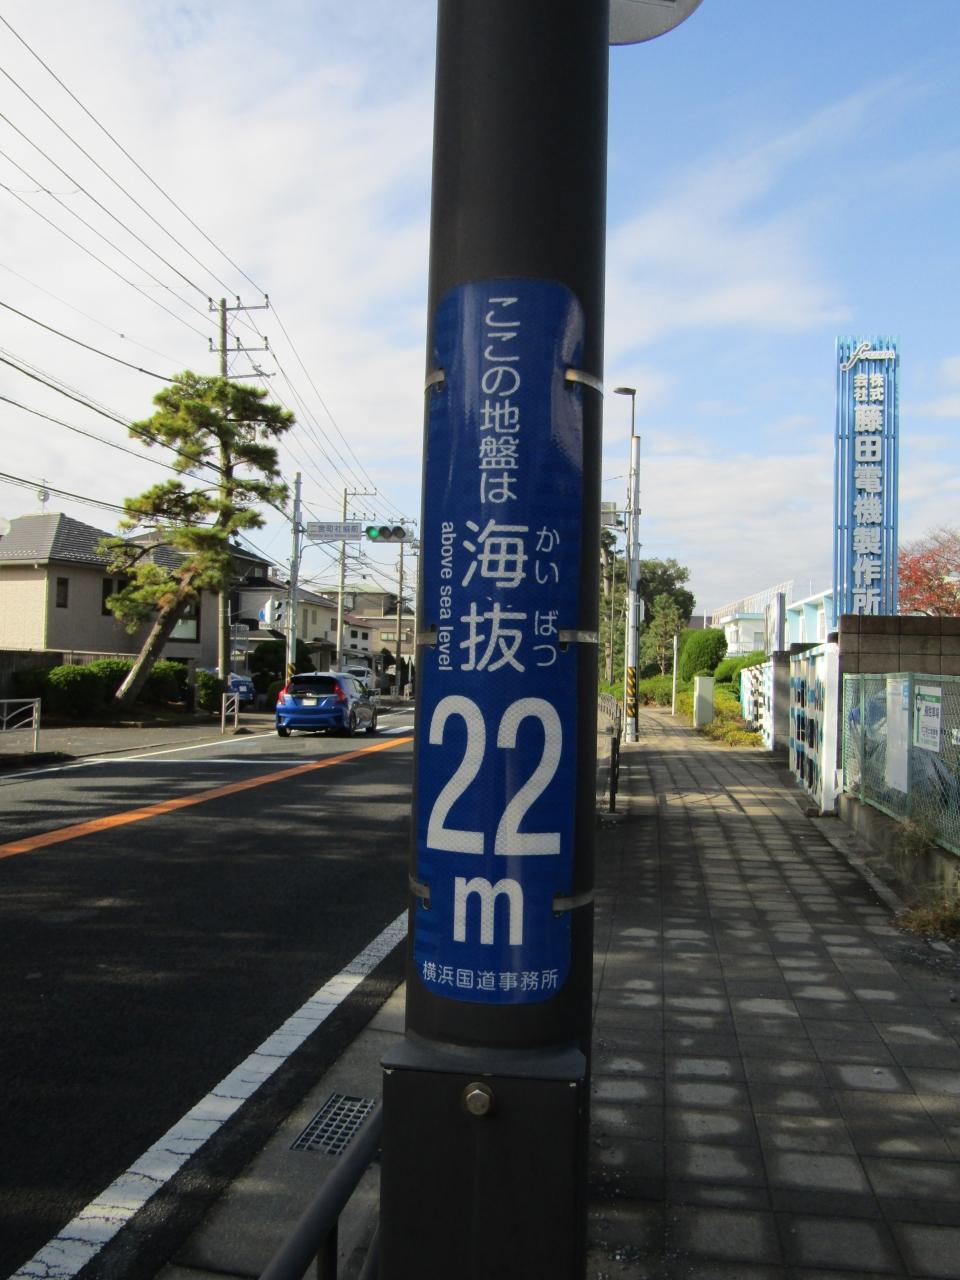 ここの地盤は
海抜
かいばつ
above sea level
22
m
横浜国道事務所
株式
会社
藤田電機製作所